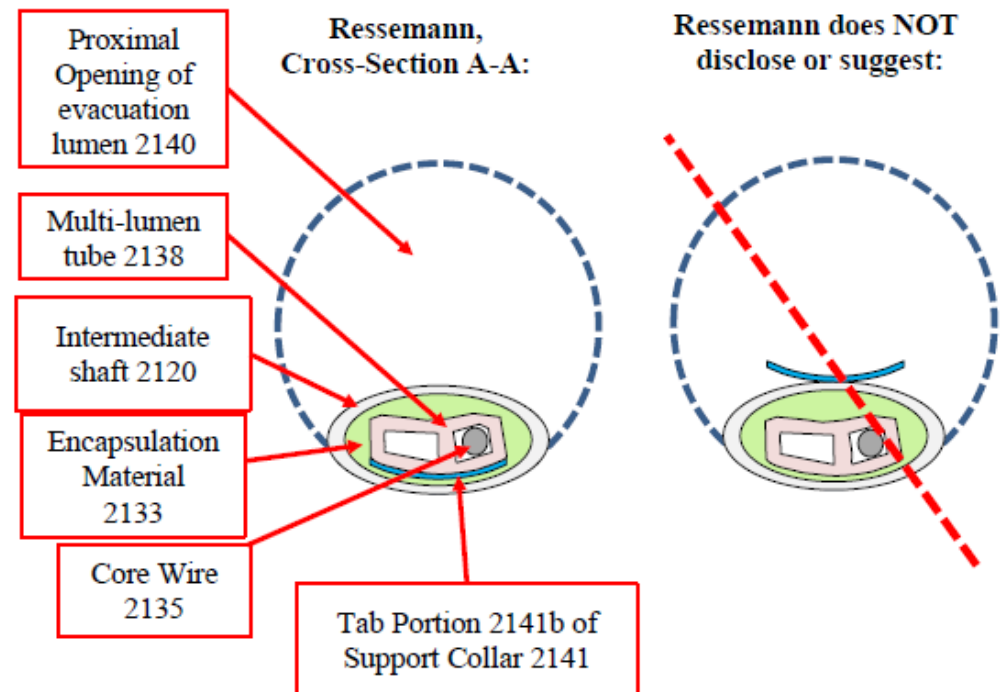 Proximal
Opening of
evacuation
lumen 2140
Ressemann,
Cross-Section A-A:
Ressemann does NOT
disclose or suggest:
Multi-lumen
tube 2138
Intermediate
shaft 2120
Encapsulation
Material
2133
Core Wire
2135
Tab Portion 2141b of
Support Collar 2141